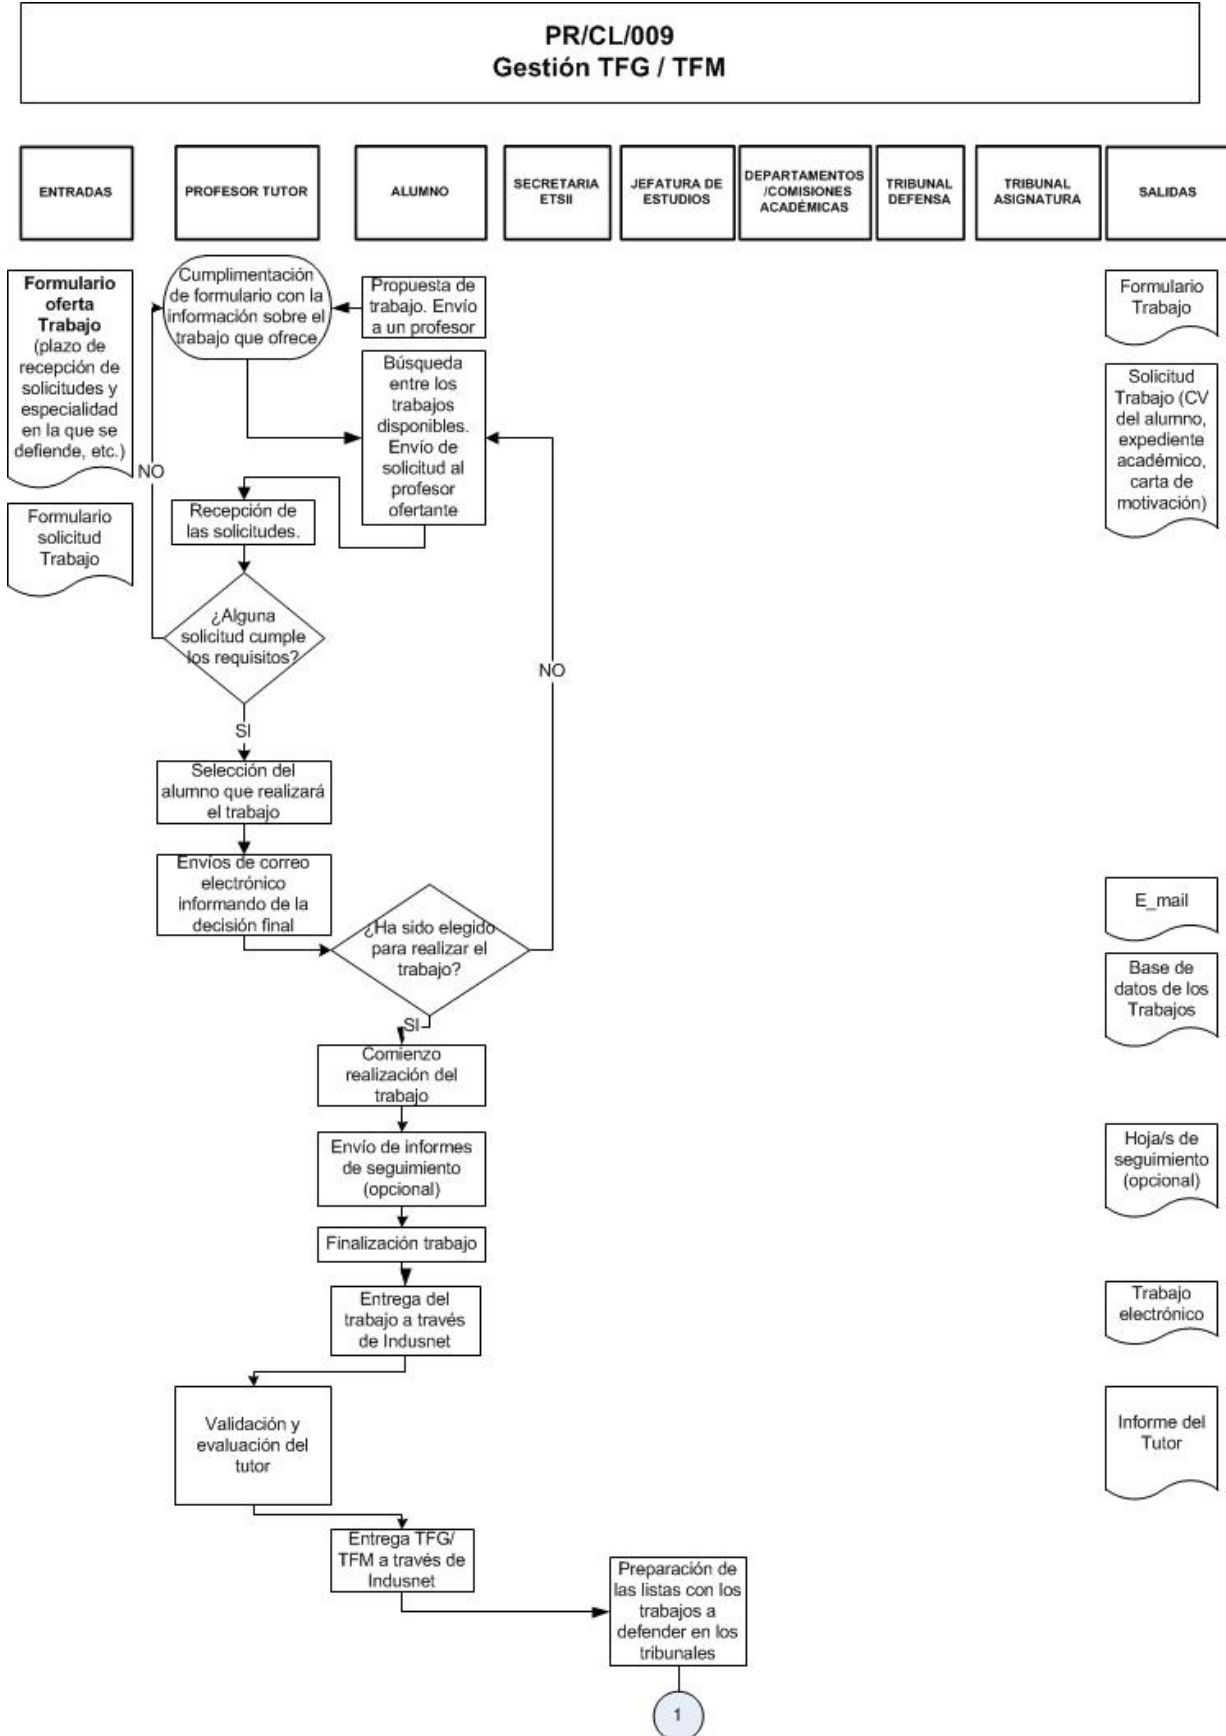 PR/CL/009
Gestión TFG / TFM
ENTRADAS
PROFESOR TUTOR
ALUMNO
SECRETARIA
ETSII
JEFATURA DE
ESTUDIOS
DEPARTAMENTOS
/COMISIONES
ACADÉMICAS
TRIBUNAL
DEFENSA
TRIBUNAL
ASIGNATURA
SALIDAS
Formulario
oferta
Trabajo
(plazo de
recepción de
solicitudes y
especialidad
en la que se
defiende, etc.)
Cumplimentación
de formulario con la
información sobre el
trabajo que ofrece
Propuesta de
trabajo. Envío
a un profesor
Formulario
Trabajo
Búsqueda
entre los
trabajos
disponibles.
Envío de
solicitud al
profesor
ofertante
Solicitud
Trabajo (CV
del alumno,
expediente
académico,
carta de
motivación)
NO
Formulario
solicitud
Trabajo
Recepción de
las solicitudes.
¿Alguna
solicitud cumple
los requisitos?
NO
SI
Selección del
alumno que realizará
el trabajo
Envíos de correo
electrónico
informando de la
decisión final
¿Ha sido elegido
para realizar el
trabajo?
E_mail
Base de
datos de los
Trabajos
SI
Comienzo
realización del
trabajo
Envío de informes
de seguimiento
(opcional)
Hoja/s de
seguimiento
(opcional)
Finalización trabajo
Entrega del
trabajo a través
de Indusnet
Trabajo
electrónico
Validación y
evaluación del
tutor
Informe del
Tutor
Entrega TFG/
TFM a través de
Indusnet
Preparación de
las listas con los
trabajos a
defender en los
tribunales
1